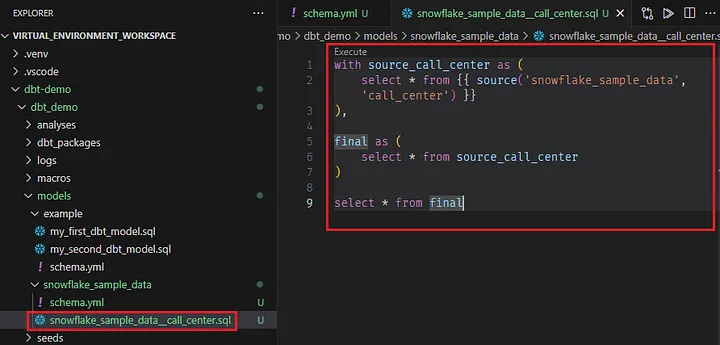 EXPLORER
VIRTUAL_ENVIRONMENT_WORKSPACE
.venv
.vscode
dbt-demo
dbt_demo
analyses
dbt_packages
logs
macros
models
example
my_first_dbt_model.sql
my_second_dbt_model.sql
! schema.yml
snowflake_sample_data
! schema.yml U
snowflake_sample_data__call_center.sql U
seeds
! schema.yml U
snowflake_sample_data__call_center.sql U
mo > dbt_demo > models > snowflake_sample_data > snowflake_sample_data__call_center.s
Execute
1 with source_call_center as (
2 select * from {{ source('snowflake_sample_data',
'call_center') }}
3 ),
4
5 final as (
6 select * from source_call_center
7 )
8
9 select * from final